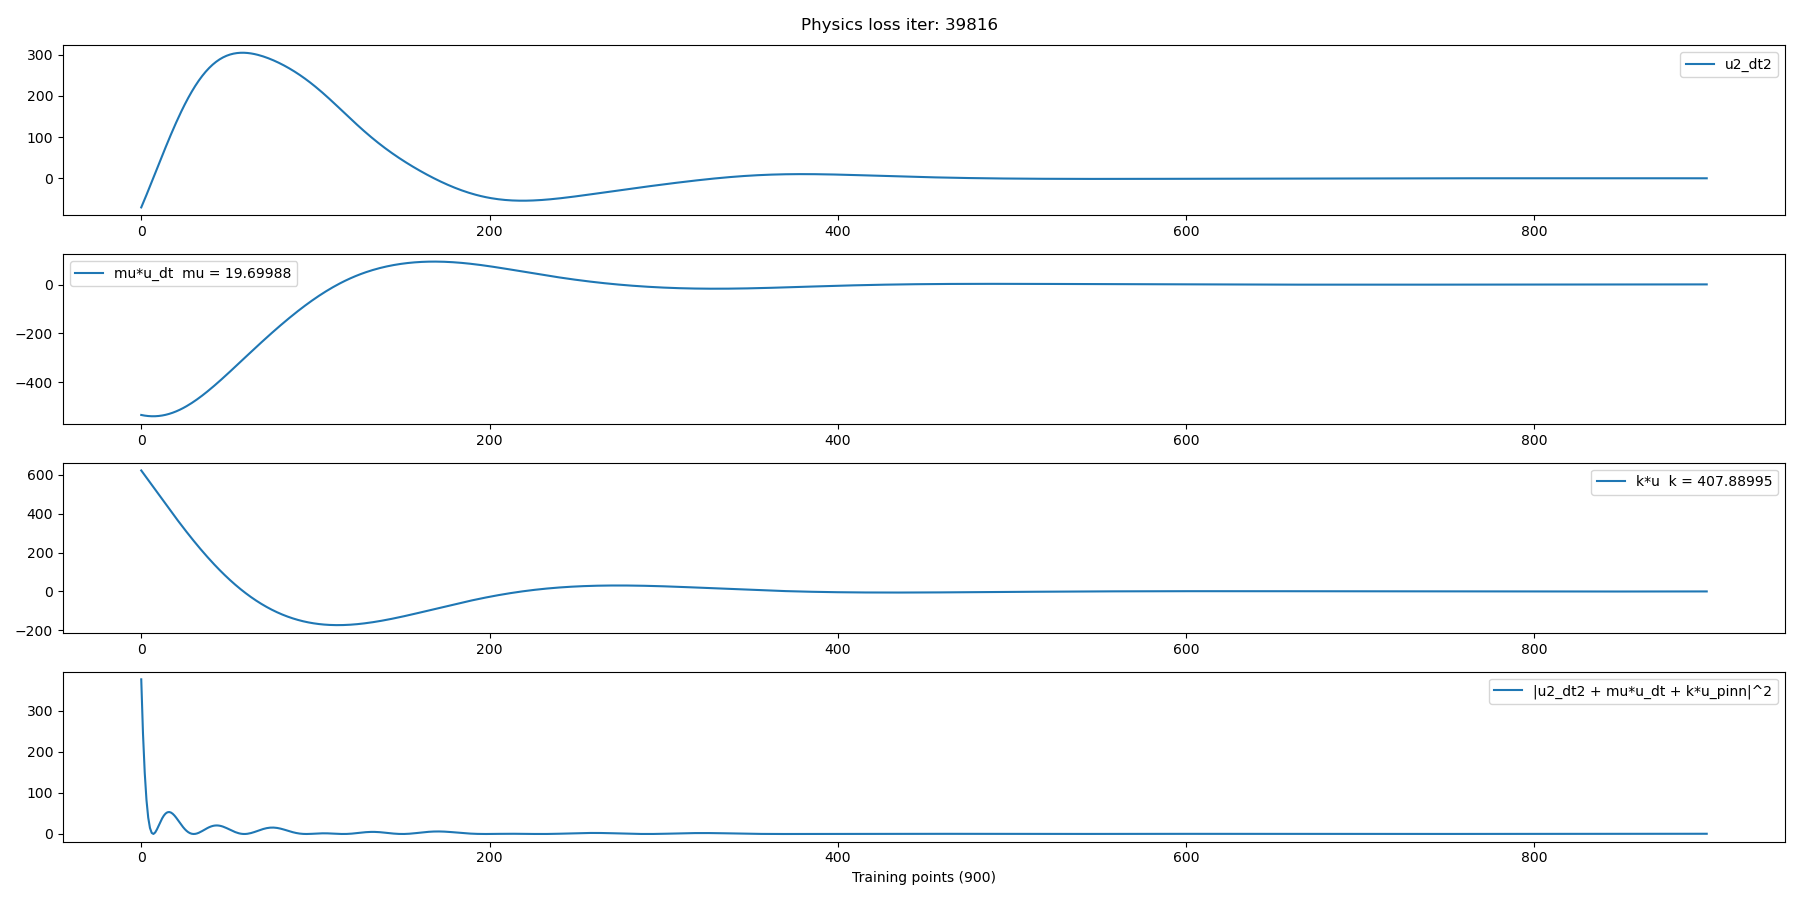 Physics loss iter: 39816
300
200
100
0
u2_dt2
0 200 400 600 800
0
−200
−400
mu*u_dt  mu = 19.69988
0 200 400 600 800
600
400
200
0
−200
k*u  k = 407.88995
0 200 400 600 800
300
200
100
0
|u2_dt2 + mu*u_dt + k*u_pinn|^2
0 200 400 600 800
Training points (900)